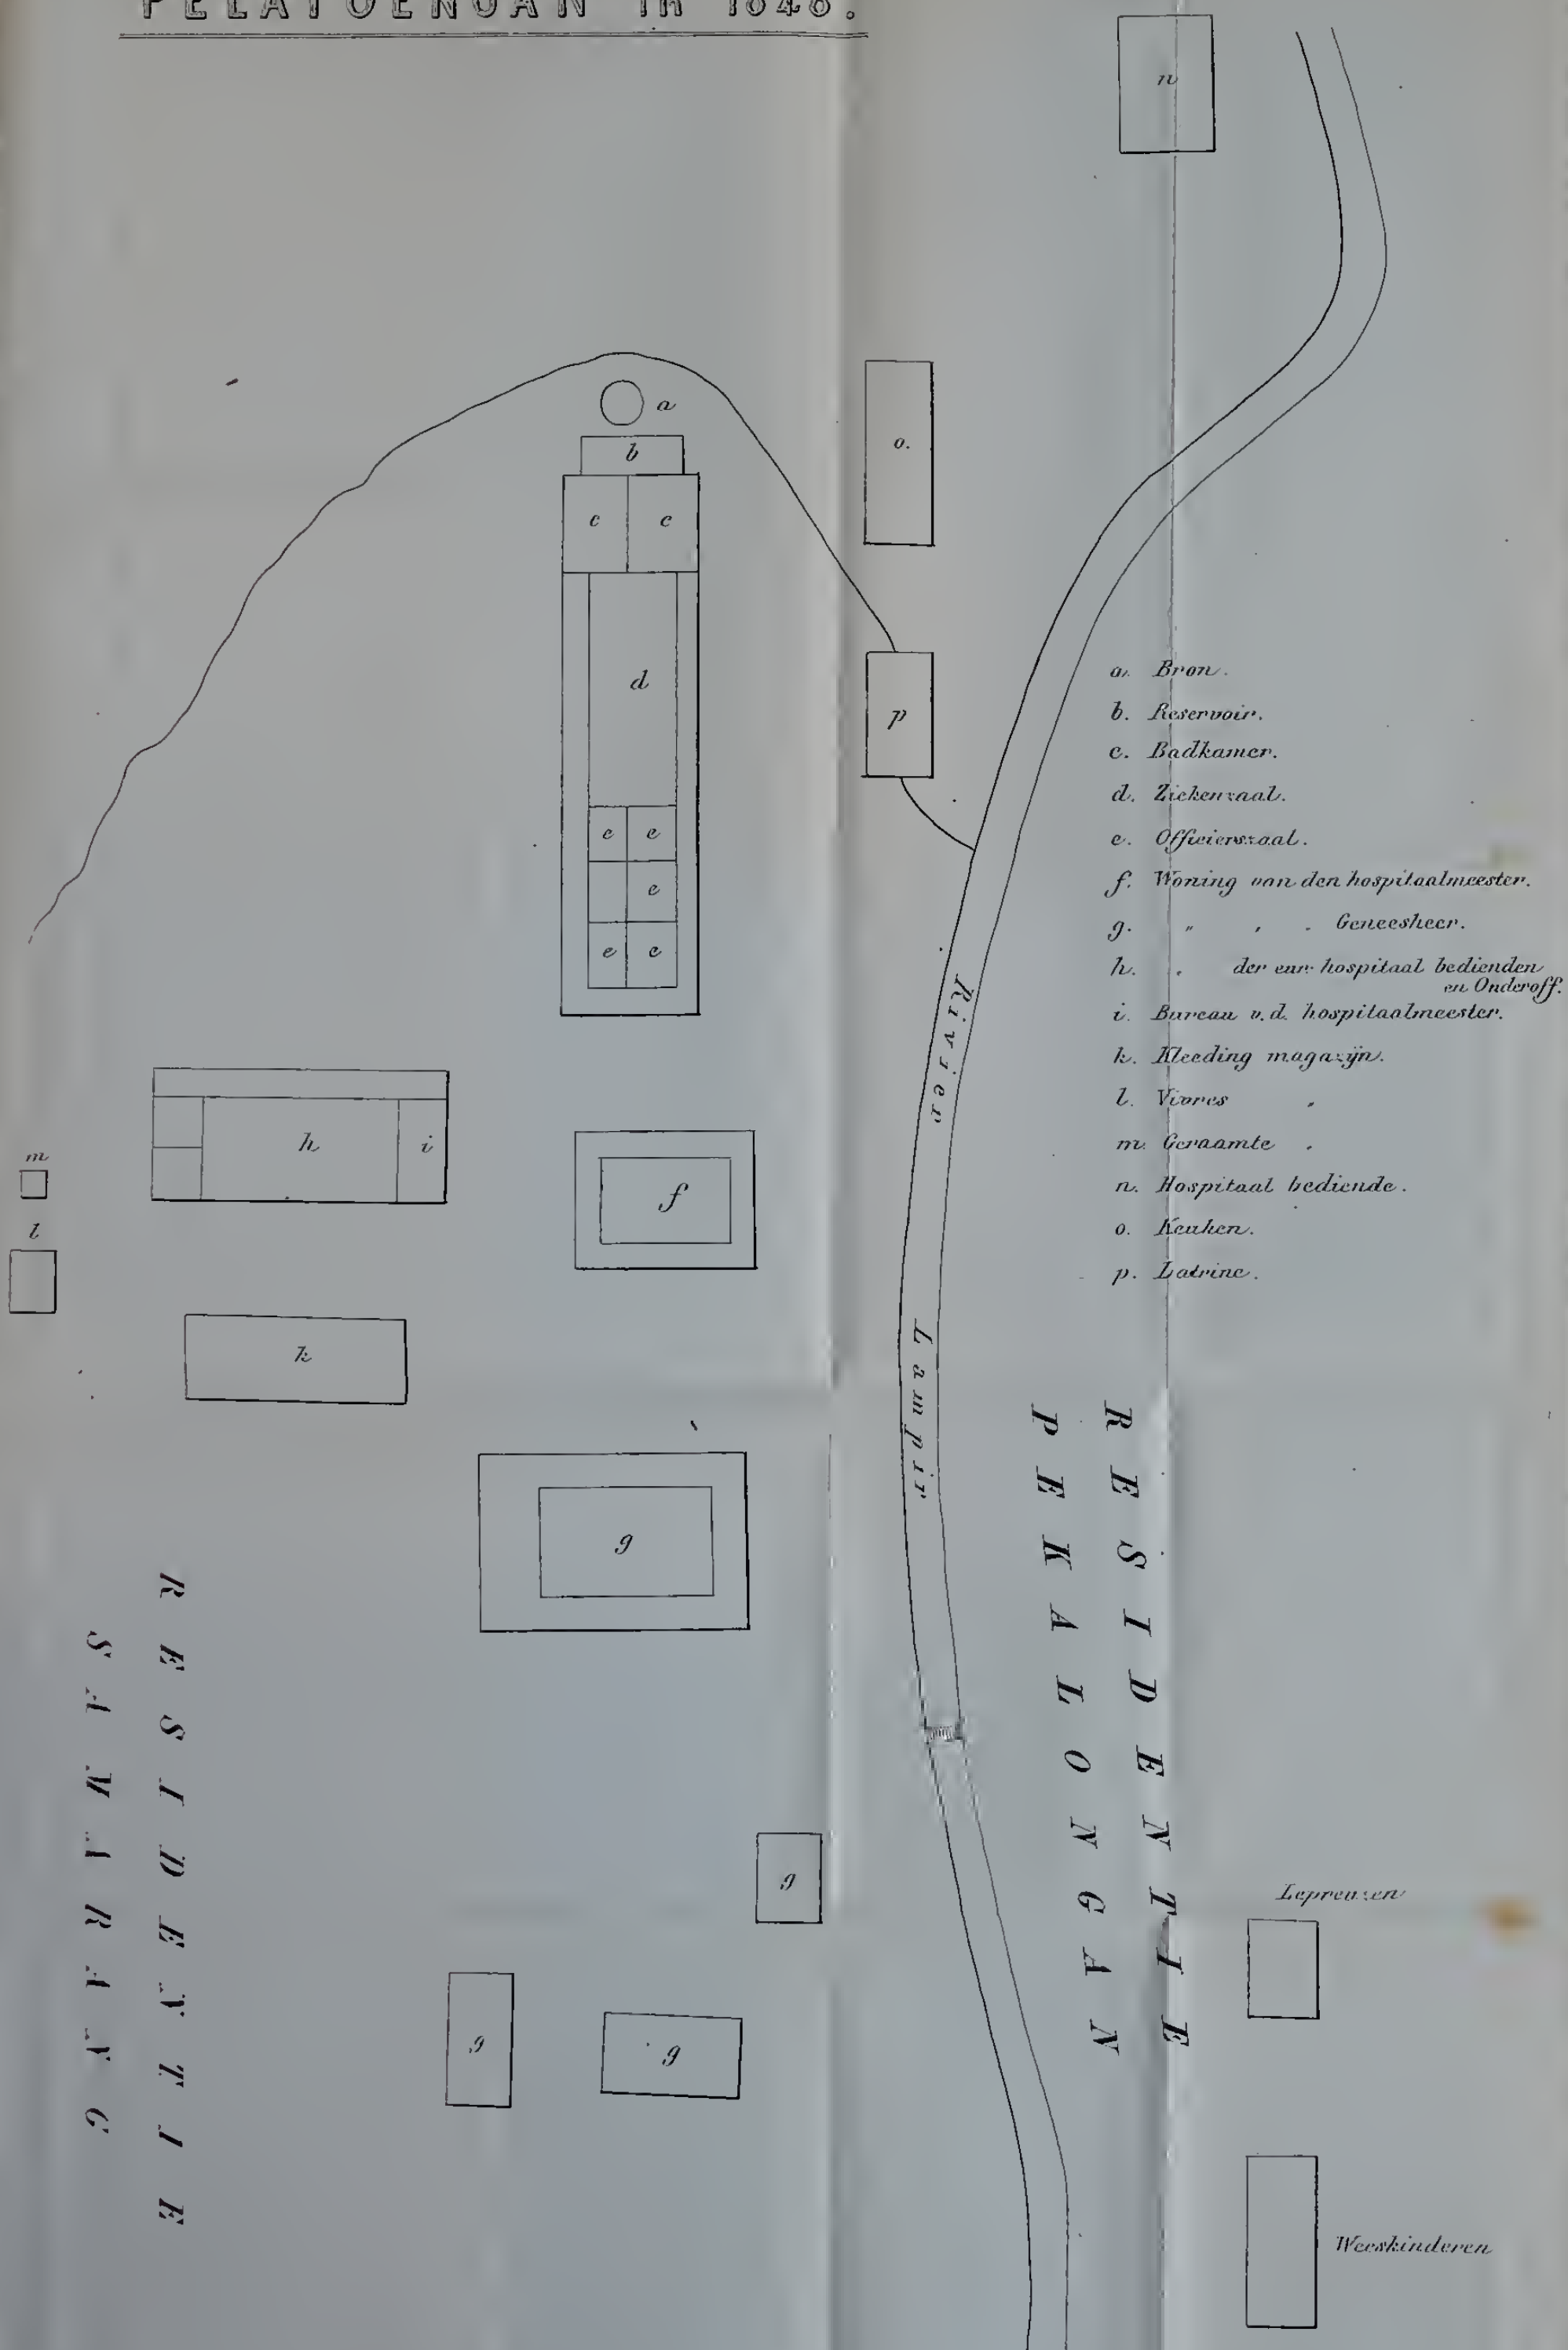 PELATOENGAN in 1848.
n
a
b
o.
c c
d
p
a. Bron.
b. Reservoir.
c. Badkamer.
d. Ziekenzaal.
e. Officierszaal.
f. Woning van den hospitaalmeester.
g. " , . Geneesheer.
h. . der eur. hospitaal bedienden
en Onderoff.
i. Bureau v.d. hospitaalmeester.
k. Kleeding magazijn.
l. Vivres .
m. Geraamte .
n. Hospitaal bediende.
o. Keuken.
p. Latrine.
e e
e
e e
Rivier
Lampir
h i
m
f
l
k
g
RESIDENTIE
PEKALONGAN
RESIDENTIE
SAMARANG
g
g
g
Lepreuzen
Weeskinderen